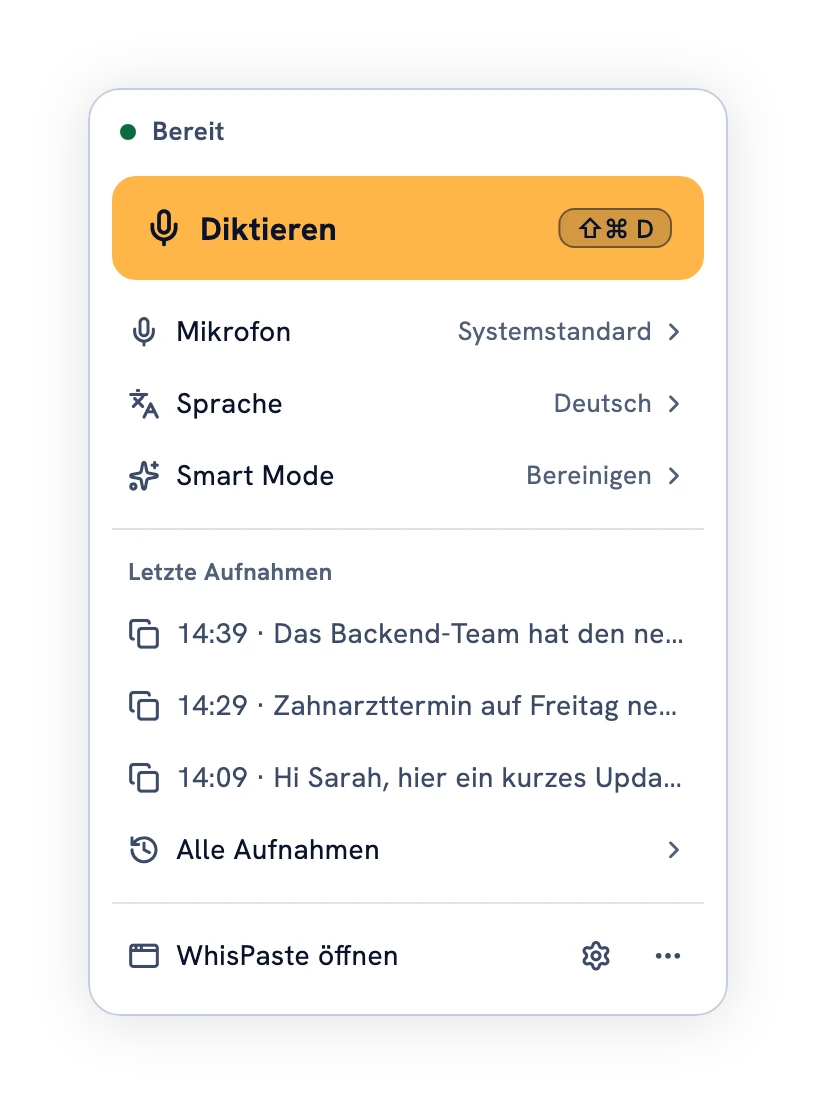 Bereit
Diktieren ⇧⌘ D
Mikrofon Systemstandard
Sprache Deutsch
Smart Mode Bereinigen
Letzte Aufnahmen
14:39 · Das Backend-Team hat den ne...
14:29 · Zahnarzttermin auf Freitag ne...
14:09 · Hi Sarah, hier ein kurzes Upda...
Alle Aufnahmen
WhisPaste öffnen